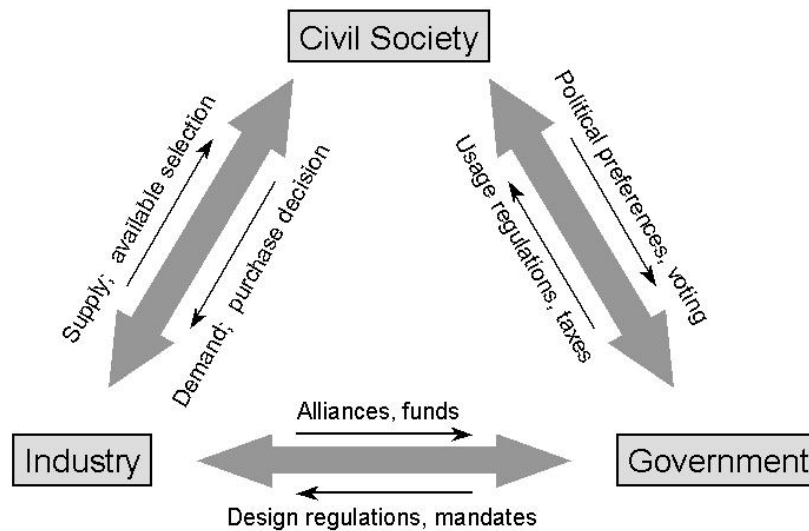 Civil Society
Supply; available selection
Demand; purchase decision
Usage regulations, taxes
Political preferences, voting
Alliances, funds
Industry
Government
Design regulations, mandates